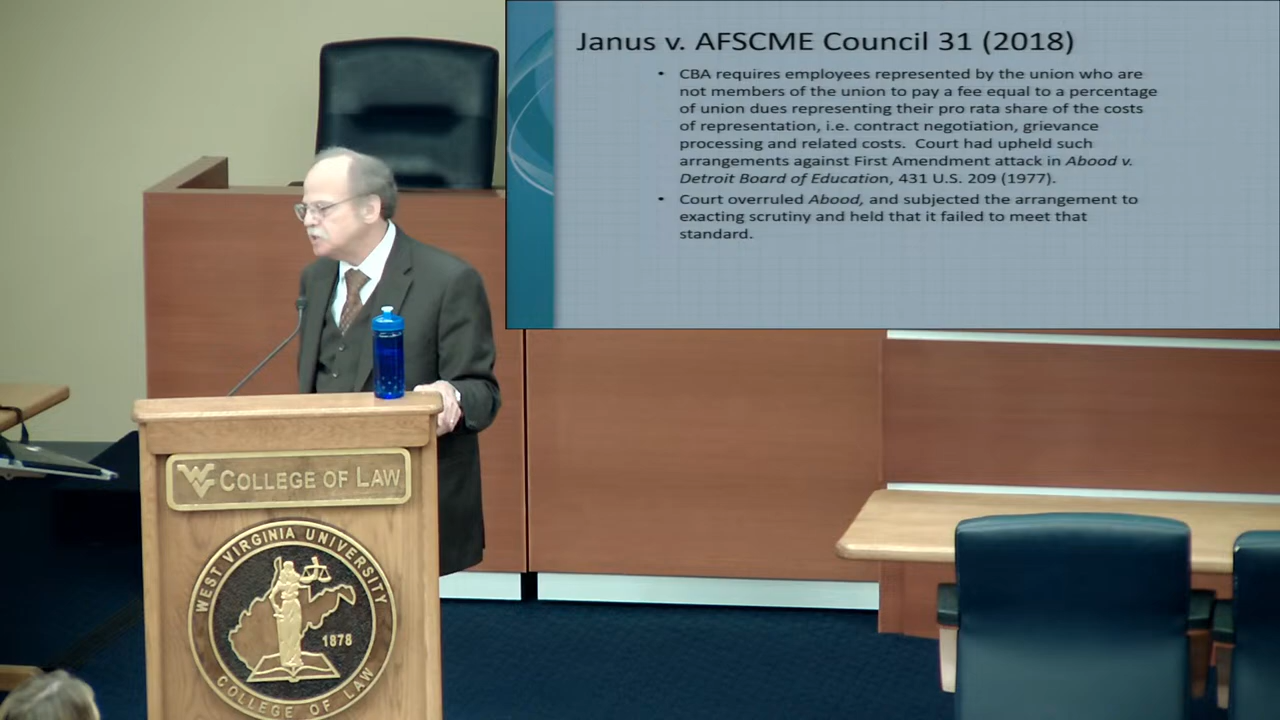 Janus v. AFSCME Council 31 (2018)
• CBA requires employees represented by the union who are
not members of the union to pay a fee equal to a percentage
of union dues representing their pro rata share of the costs
of representation, i.e. contract negotiation, grievance
processing and related costs.  Court had upheld such
arrangements against First Amendment attack in Abood v.
Detroit Board of Education, 431 U.S. 209 (1977).
• Court overruled Abood, and subjected the arrangement to
exacting scrutiny and held that it failed to meet that
standard.
WV COLLEGE OF LAW
WEST VIRGINIA UNIVERSITY
1878
COLLEGE OF LAW